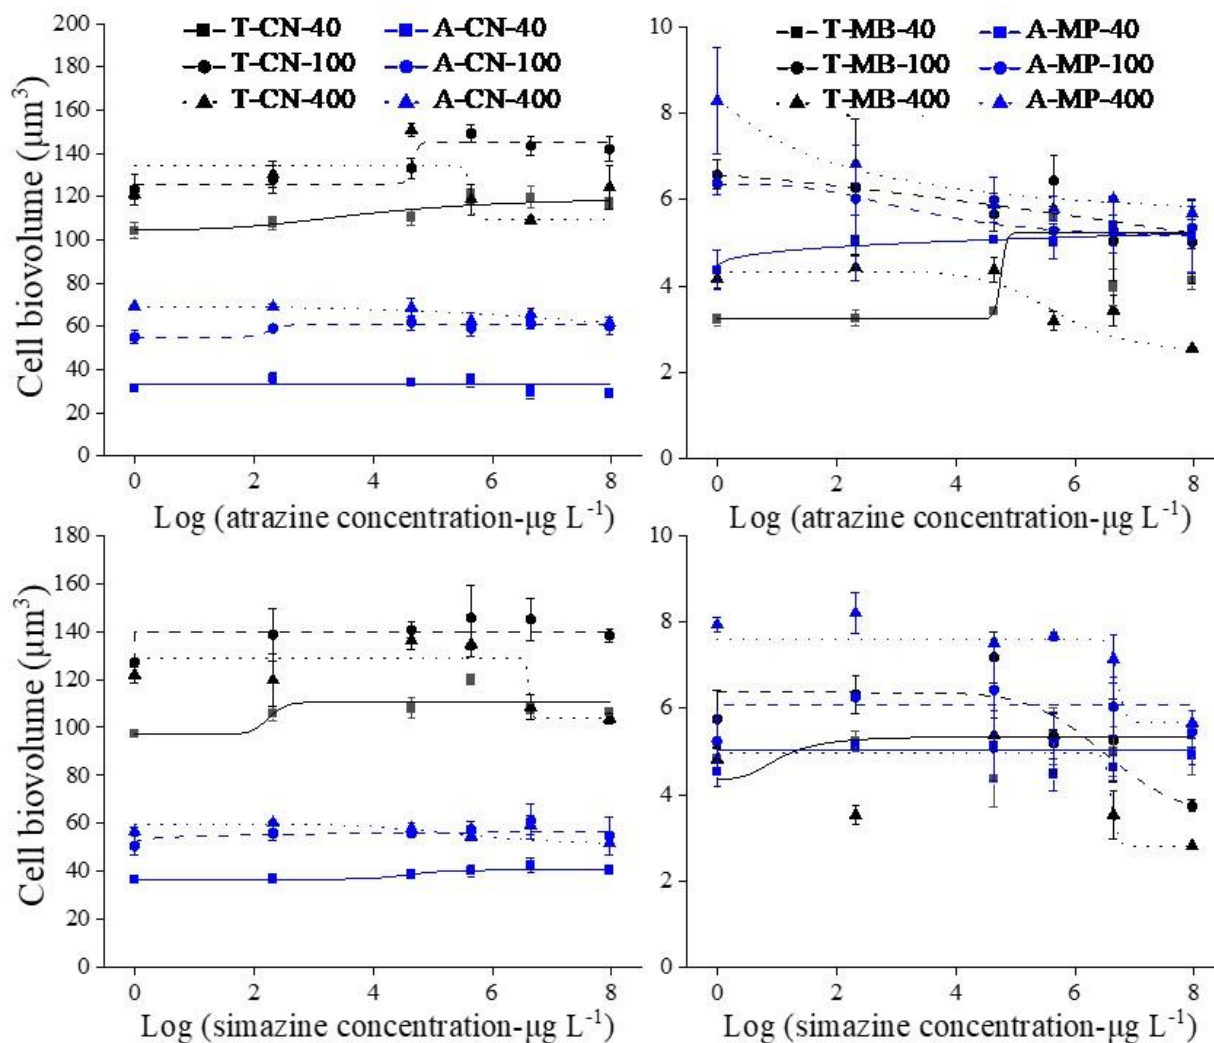 200
180
160
140
120
100
80
60
40
20
0
Cell biovolume (μm³)
T-CN-40
A-CN-40
T-CN-100
A-CN-100
T-CN-400
A-CN-400
0 2 4 6 8
Log (atrazine concentration-μg L⁻¹)
10
8
6
4
2
0
T-MB-40
A-MP-40
T-MB-100
A-MP-100
T-MB-400
A-MP-400
0 2 4 6 8
Log (atrazine concentration-μg L⁻¹)
180
160
140
120
100
80
60
40
20
0
Cell biovolume (μm³)
0 2 4 6 8
Log (simazine concentration-μg L⁻¹)
10
8
6
4
2
0
0 2 4 6 8
Log (simazine concentration-μg L⁻¹)